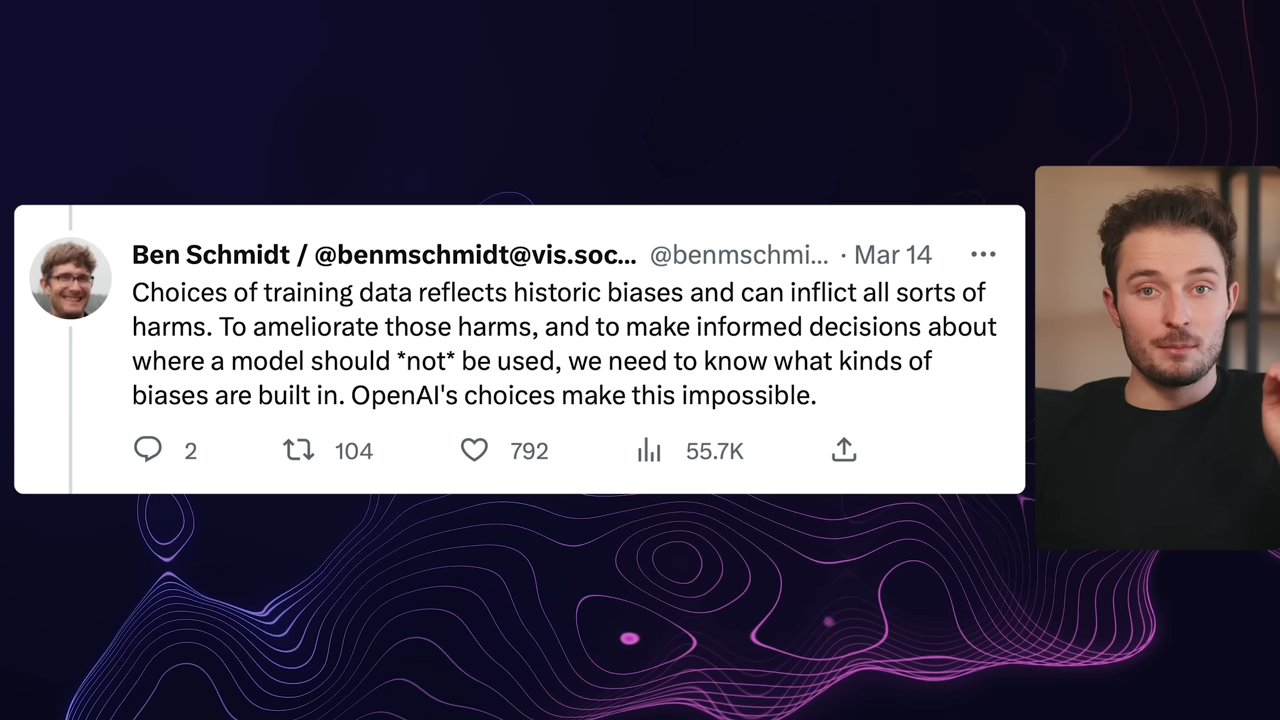 Ben Schmidt / @benmschmidt@vis.soc... @benmschmi... · Mar 14
Choices of training data reflects historic biases and can inflict all sorts of
harms. To ameliorate those harms, and to make informed decisions about
where a model should *not* be used, we need to know what kinds of
biases are built in. OpenAI's choices make this impossible.
2 104 792 55.7K